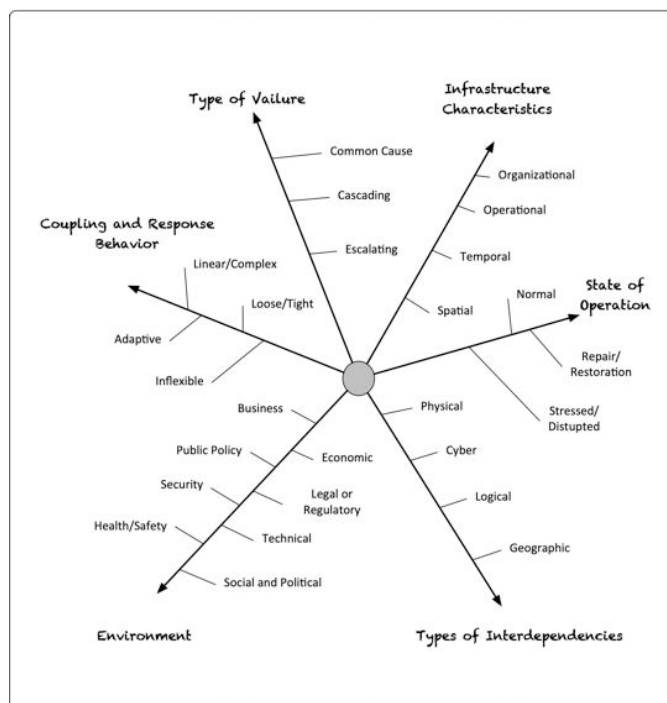 Type of Vailure
Common Cause
Cascading
Escalating
Infrastructure
Characteristics
Organizational
Operational
Temporal
Spatial
Coupling and Response
Behavior
Linear/Complex
Loose/Tight
Adaptive
Inflexible
State of
Operation
Normal
Repair/
Restoration
Stressed/
Distupted
Business
Public Policy
Economic
Security
Legal or
Regulatory
Health/Safety
Technical
Social and Political
Environment
Physical
Cyber
Logical
Geographic
Types of Interdependencies